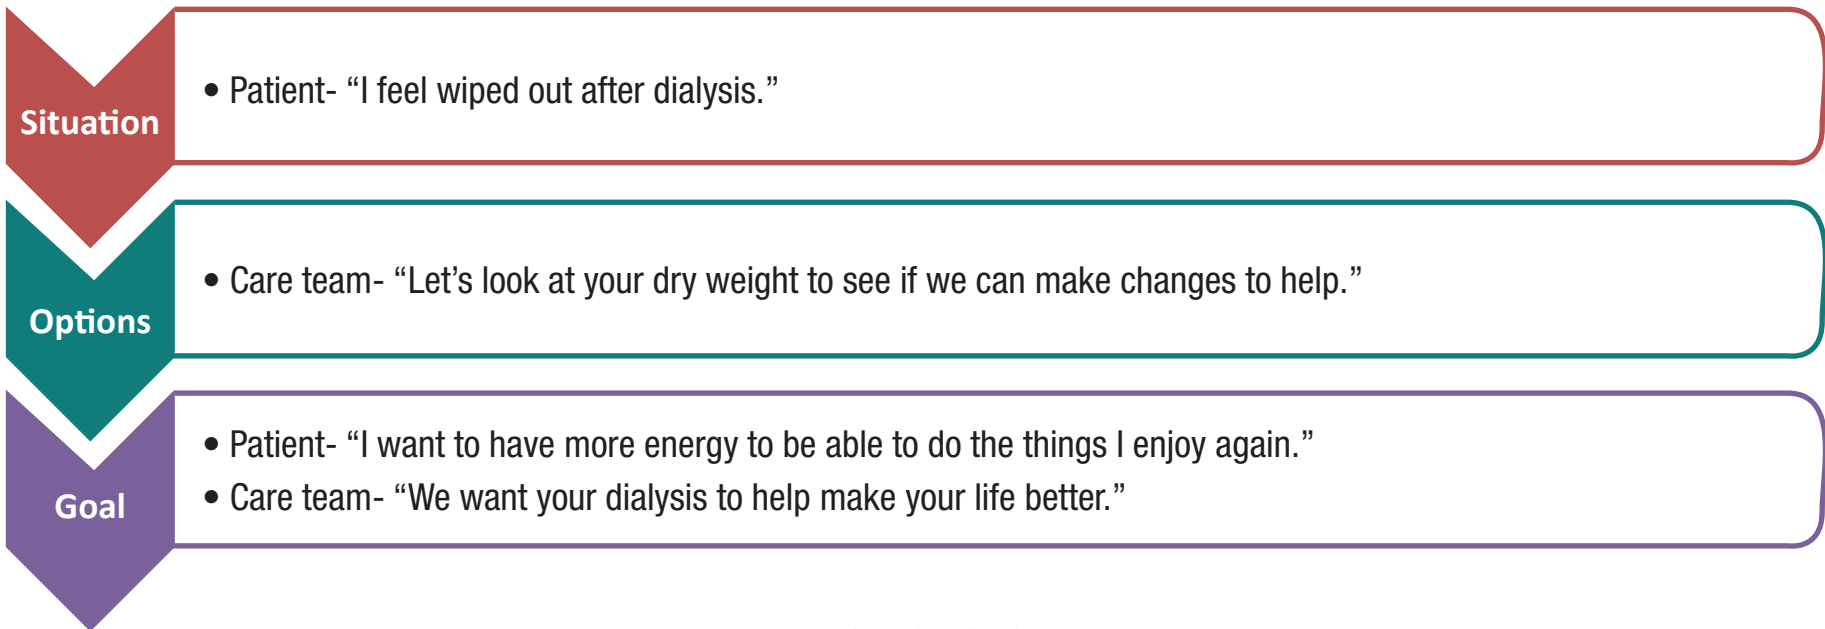 Situation
• Patient- “I feel wiped out after dialysis.”
Options
• Care team- “Let’s look at your dry weight to see if we can make changes to help.”
Goal
• Patient- “I want to have more energy to be able to do the things I enjoy again.”
• Care team- “We want your dialysis to help make your life better.”